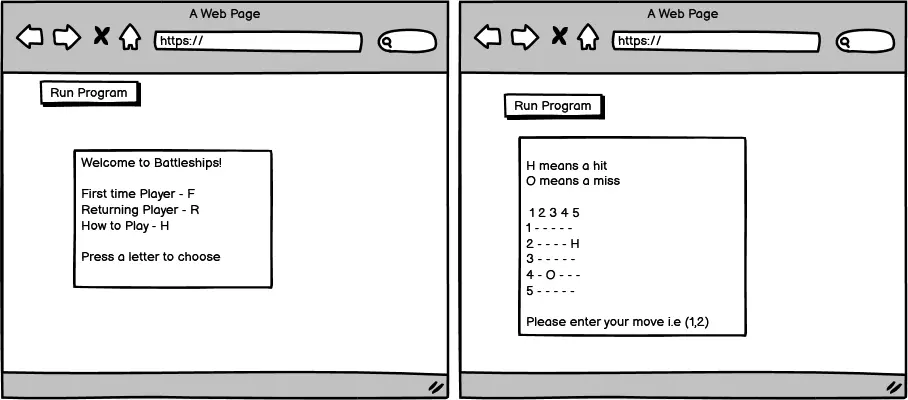 A Web Page
https://
Run Program
Welcome to Battleships!
First time Player - F
Returning Player - R
How to Play - H
Press a letter to choose
A Web Page
https://
Run Program
H means a hit
O means a miss
1 2 3 4 5
1 - - - - -
2 - - - - H
3 - - - - -
4 - O - - -
5 - - - - -
Please enter your move i.e (1,2)